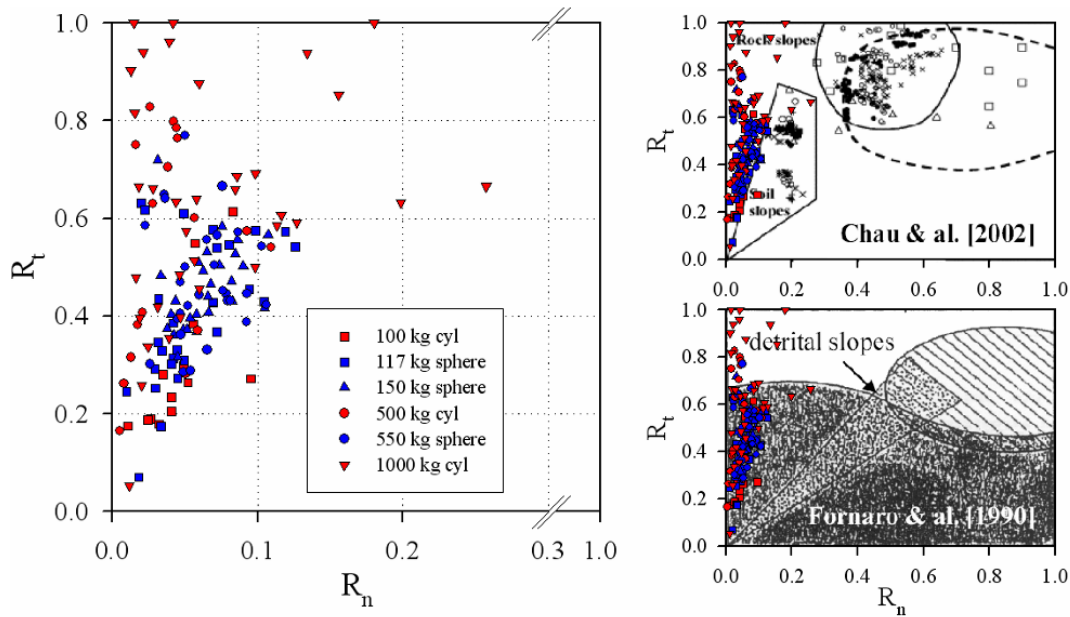 1.0
0.8
0.6
0.4
0.2
0.0
Rt
0.0 0.1 0.2 0.3 1.0
Rn
100 kg cyl
117 kg sphere
150 kg sphere
500 kg cyl
550 kg sphere
1000 kg cyl
1.0
0.8
0.6
0.4
0.2
0.0
Rt
Rock slopes
Soil
slopes
Chau & al. [2002]
0.0 0.2 0.4 0.6 0.8 1.0
1.0
0.8
0.6
0.4
0.2
0.0
Rt
detrital slopes
Fornaro & al. [1990]
0.0 0.2 0.4 0.6 0.8 1.0
Rn